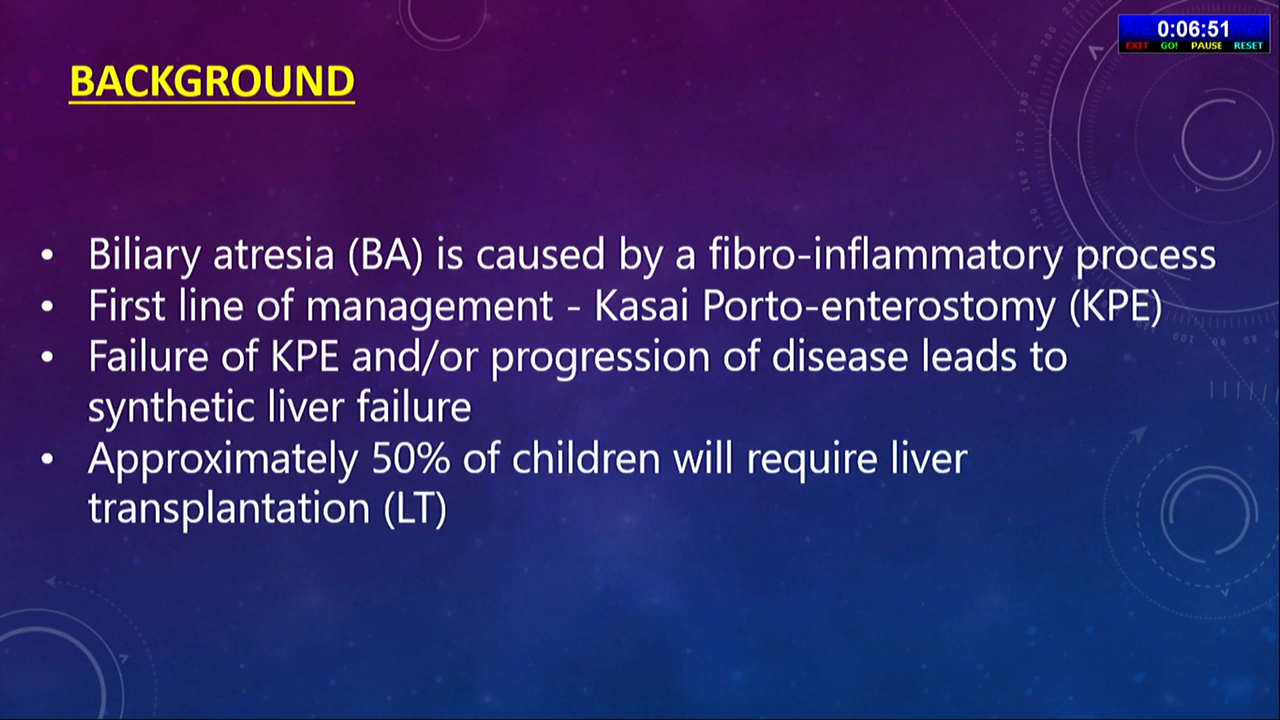 0:06:51
EXIT GO! PAUSE RESET
BACKGROUND
• Biliary atresia (BA) is caused by a fibro-inflammatory process
• First line of management - Kasai Porto-enterostomy (KPE)
• Failure of KPE and/or progression of disease leads to
synthetic liver failure
• Approximately 50% of children will require liver
transplantation (LT)